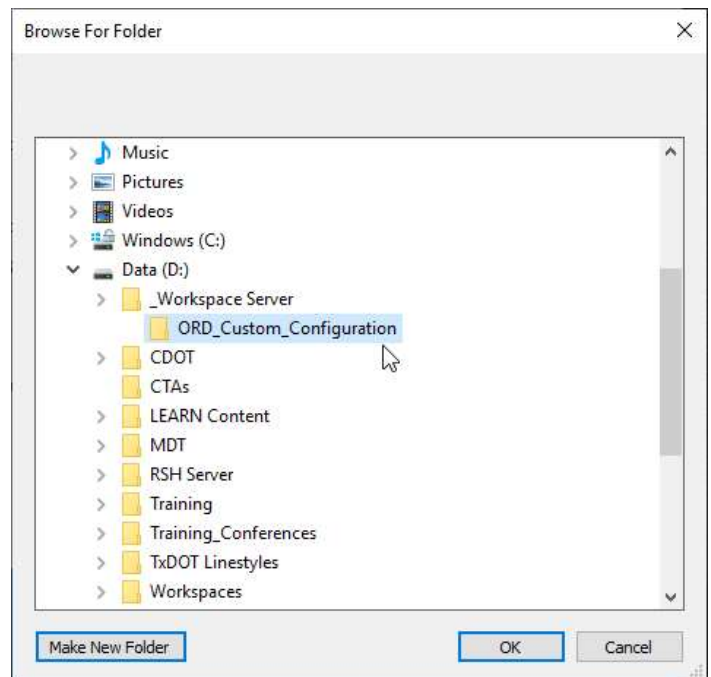 Browse For Folder
Music
Pictures
Videos
Windows (C:)
Data (D:)
_Workspace Server
ORD_Custom_Configuration
CDOT
CTAs
LEARN Content
MDT
RSH Server
Training
Training_Conferences
TxDOT Linestyles
Workspaces
Make New Folder OK Cancel